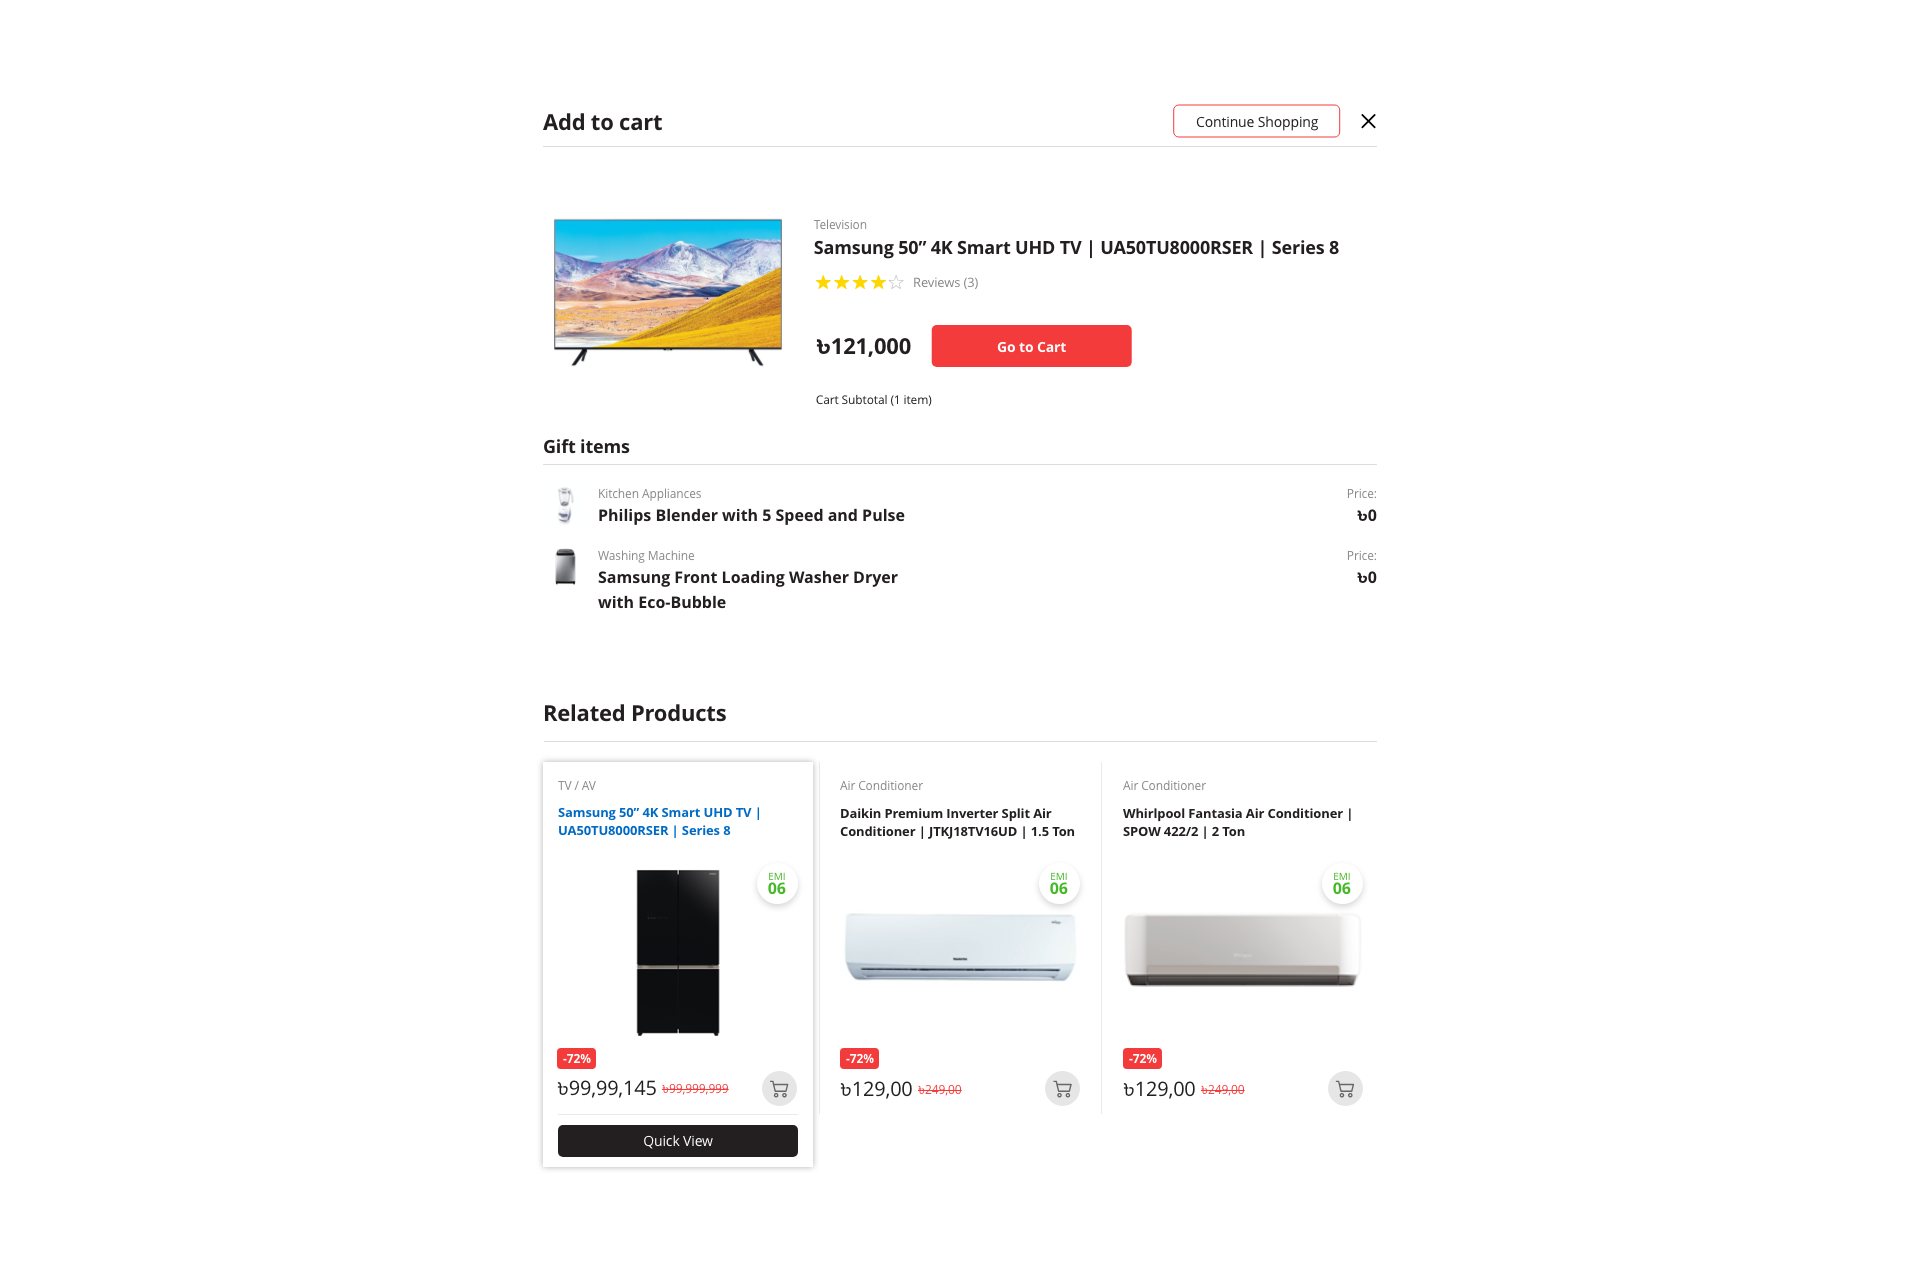 Add to cart
Continue Shopping
Television
Samsung 50” 4K Smart UHD TV | UA50TU8000RSER | Series 8
Reviews (3)
৳121,000
Go to Cart
Cart Subtotal (1 item)
Gift items
Kitchen Appliances
Price:
Philips Blender with 5 Speed and Pulse
৳0
Washing Machine
Price:
Samsung Front Loading Washer Dryer
৳0
with Eco-Bubble
Related Products
TV / AV
Samsung 50” 4K Smart UHD TV |
UA50TU8000RSER | Series 8
EMI
06
-72%
৳99,99,145 ৳99,999,999
Quick View
Air Conditioner
Daikin Premium Inverter Split Air
Conditioner | JTKJ18TV16UD | 1.5 Ton
EMI
06
-72%
৳129,00 ৳249,00
Air Conditioner
Whirlpool Fantasia Air Conditioner |
SPOW 422/2 | 2 Ton
EMI
06
-72%
৳129,00 ৳249,00